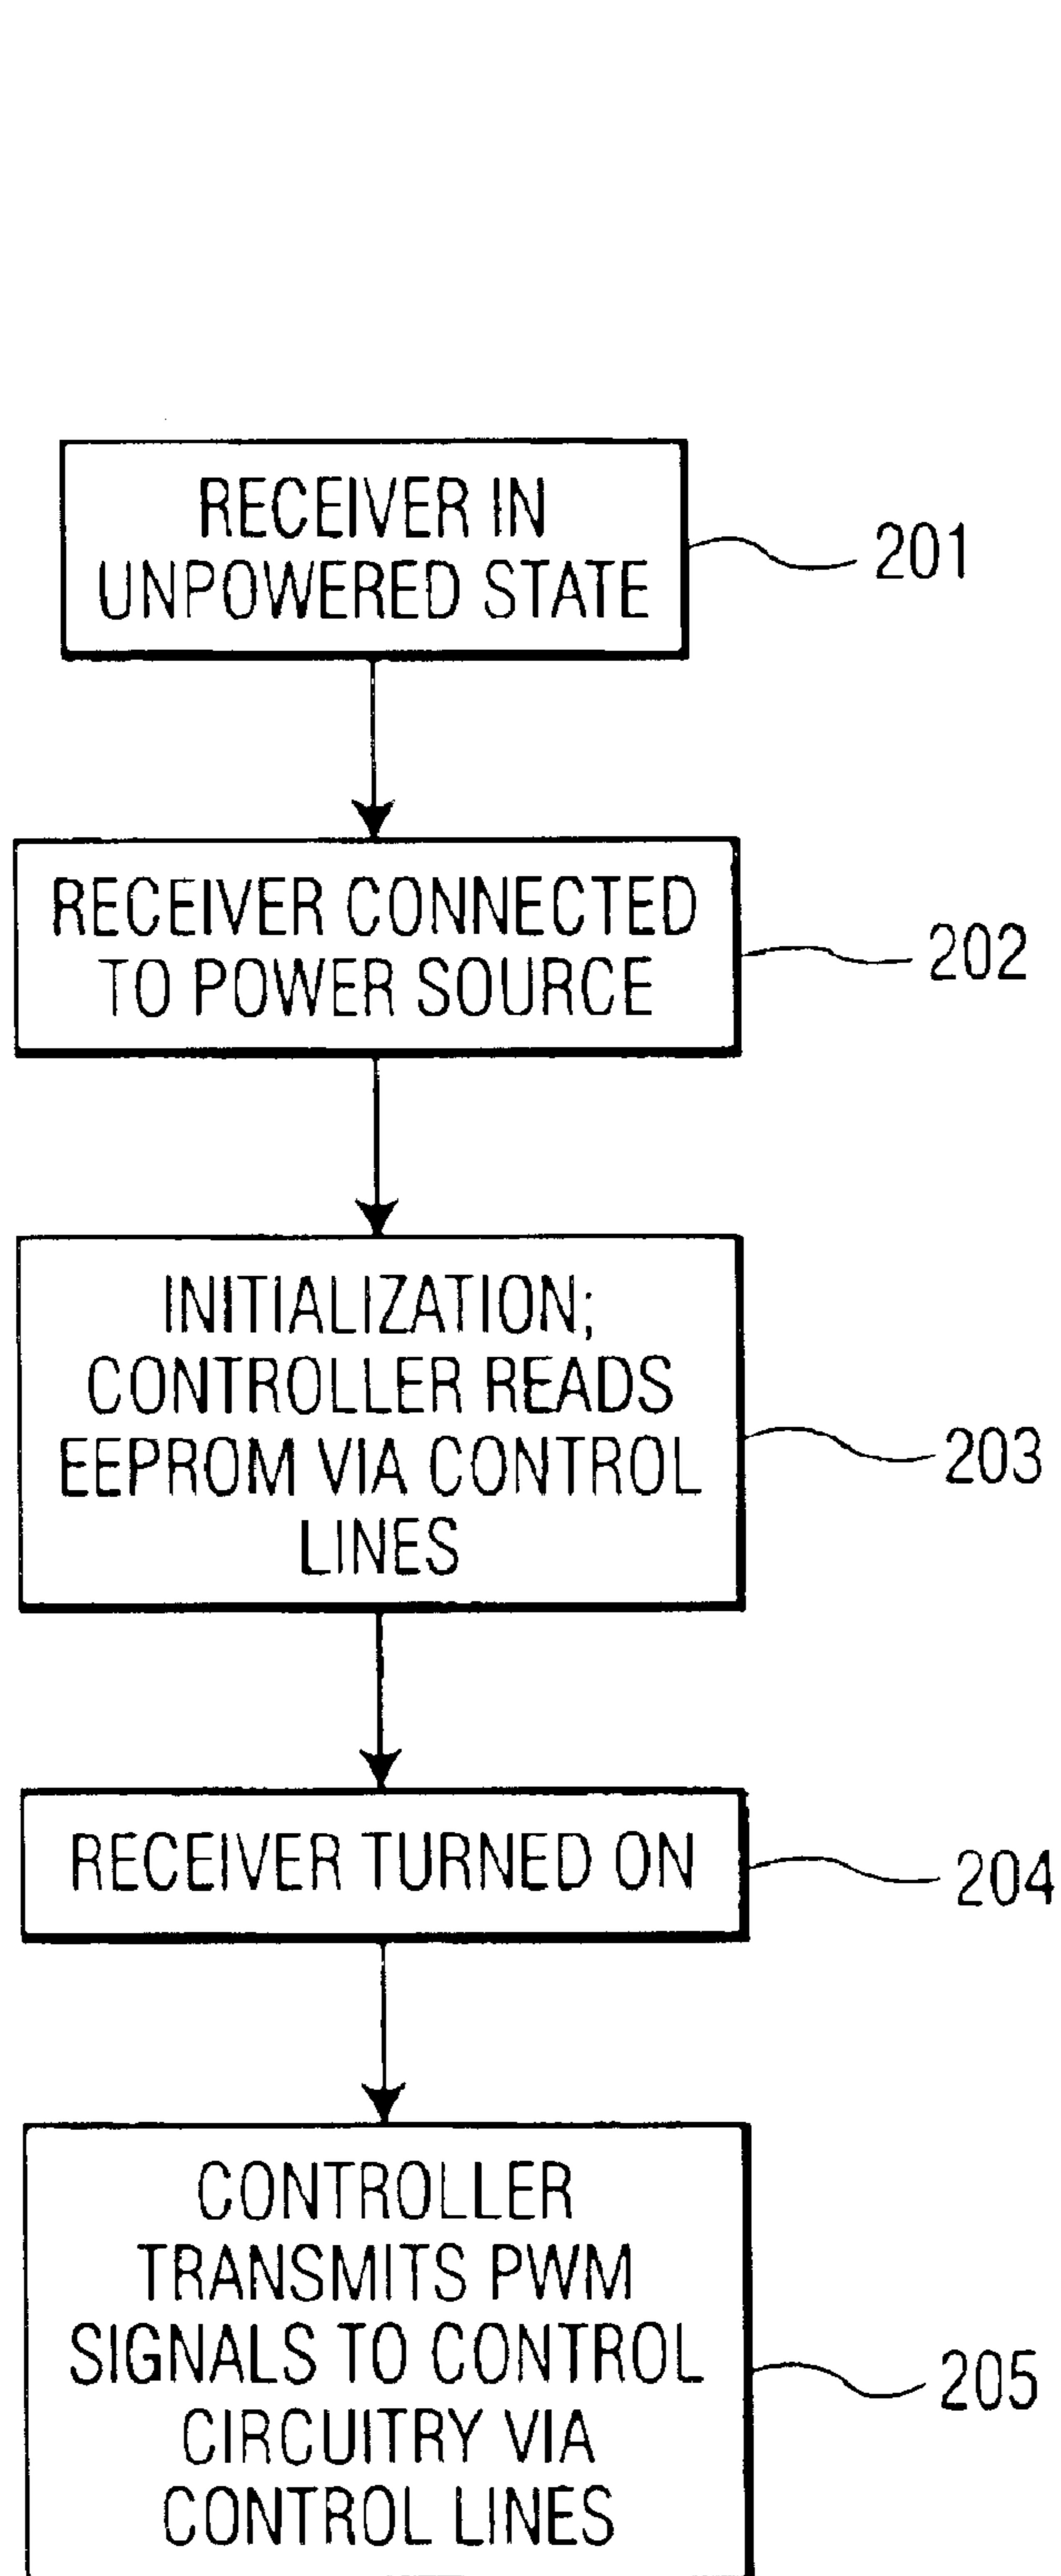 RECEIVER IN
UNPOWERED STATE
201
RECEIVER CONNECTED
TO POWER SOURCE
202
INITIALIZATION;
CONTROLLER READS
EEPROM VIA CONTROL
LINES
203
RECEIVER TURNED ON
204
CONTROLLER
TRANSMITS PWM
SIGNALS TO CONTROL
CIRCUITRY VIA
CONTROL LINES
205